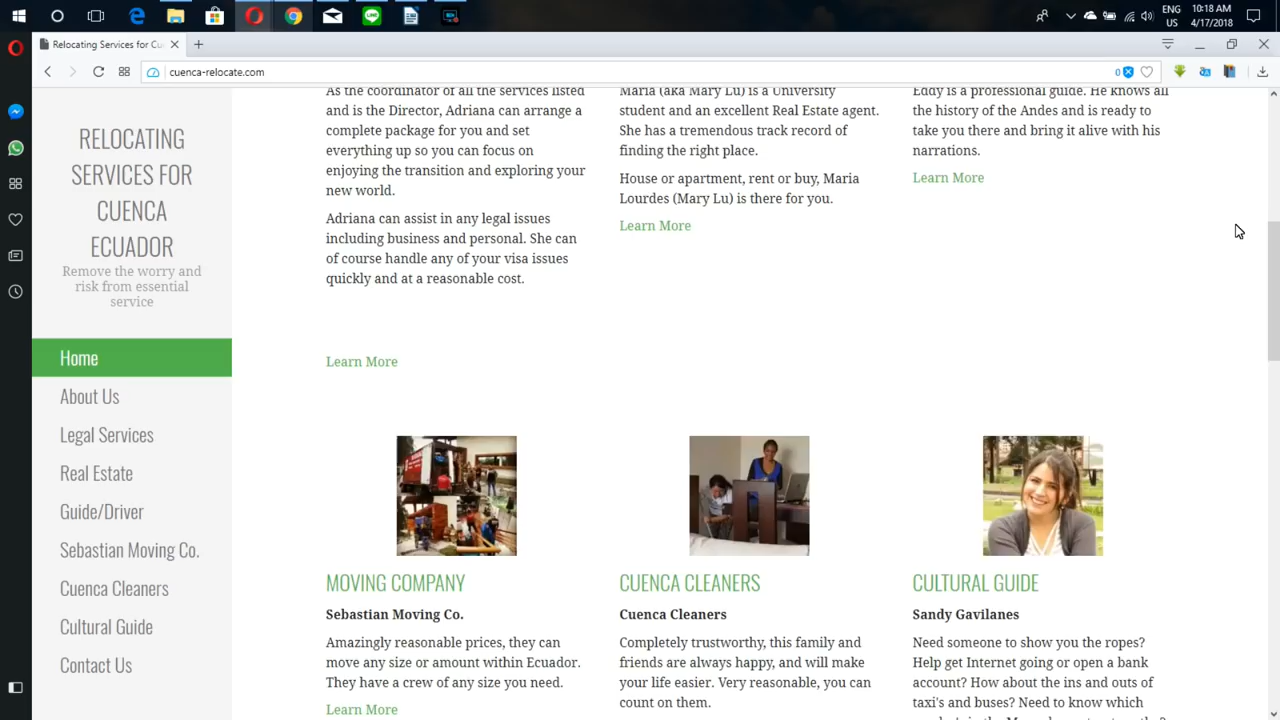 ENG
US
10:18 AM
4/17/2018
Relocating Services for Cu
cuenca-relocate.com
0
RELOCATING
SERVICES FOR
CUENCA
ECUADOR
Remove the worry and
risk from essential
service
Home
About Us
Legal Services
Real Estate
Guide/Driver
Sebastian Moving Co.
Cuenca Cleaners
Cultural Guide
Contact Us
As the coordinator of all the services listed
and is the Director, Adriana can arrange a
complete package for you and set
everything up so you can focus on
enjoying the transition and exploring your
new world.
Adriana can assist in any legal issues
including business and personal. She can
of course handle any of your visa issues
quickly and at a reasonable cost.
Learn More
Maria (aka Mary Lu) is a University
student and an excellent Real Estate agent.
She has a tremendous track record of
finding the right place.
House or apartment, rent or buy, Maria
Lourdes (Mary Lu) is there for you.
Learn More
Eddy is a professional guide. He knows all
the history of the Andes and is ready to
take you there and bring it alive with his
narrations.
Learn More
MOVING COMPANY
Sebastian Moving Co.
Amazingly reasonable prices, they can
move any size or amount within Ecuador.
They have a crew of any size you need.
Learn More
CUENCA CLEANERS
Cuenca Cleaners
Completely trustworthy, this family and
friends are always happy, and will make
your life easier. Very reasonable, you can
count on them.
CULTURAL GUIDE
Sandy Gavilanes
Need someone to show you the ropes?
Help get Internet going or open a bank
account? How about the ins and outs of
taxi's and buses? Need to know which